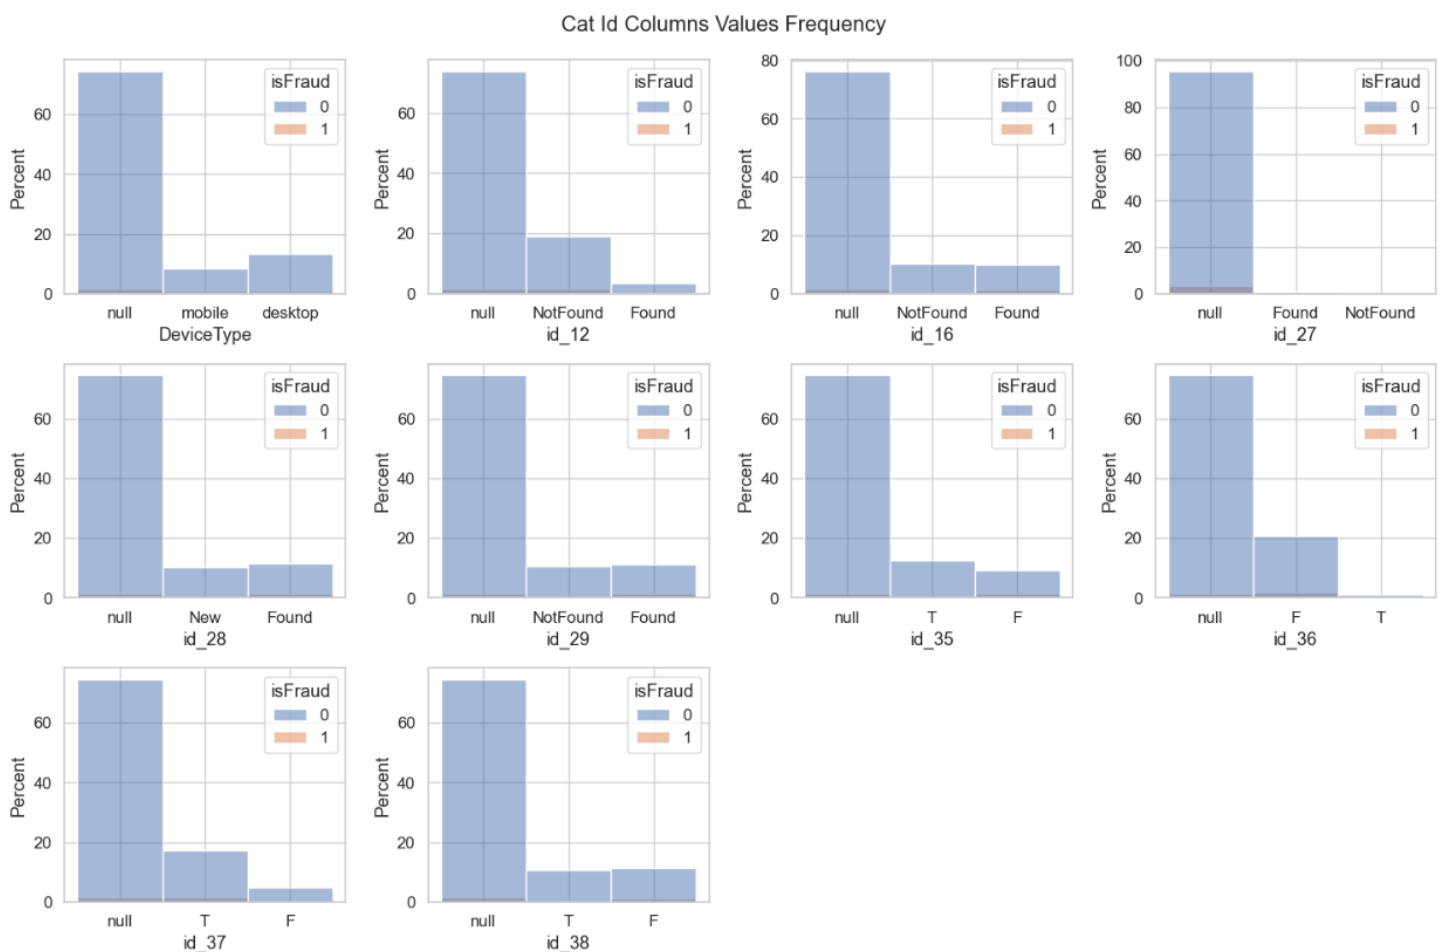 Cat Id Columns Values Frequency
Percent
60
40
20
0
isFraud
0
1
null mobile desktop
DeviceType
Percent
60
40
20
0
isFraud
0
1
null NotFound Found
id_12
Percent
80
60
40
20
0
isFraud
0
1
null NotFound Found
id_16
Percent
100
80
60
40
20
0
isFraud
0
1
null Found NotFound
id_27
Percent
60
40
20
0
isFraud
0
1
null New Found
id_28
Percent
60
40
20
0
isFraud
0
1
null NotFound Found
id_29
Percent
60
40
20
0
isFraud
0
1
null T F
id_35
Percent
60
40
20
0
isFraud
0
1
null F T
id_36
Percent
60
40
20
0
isFraud
0
1
null T F
id_37
Percent
60
40
20
0
isFraud
0
1
null T F
id_38